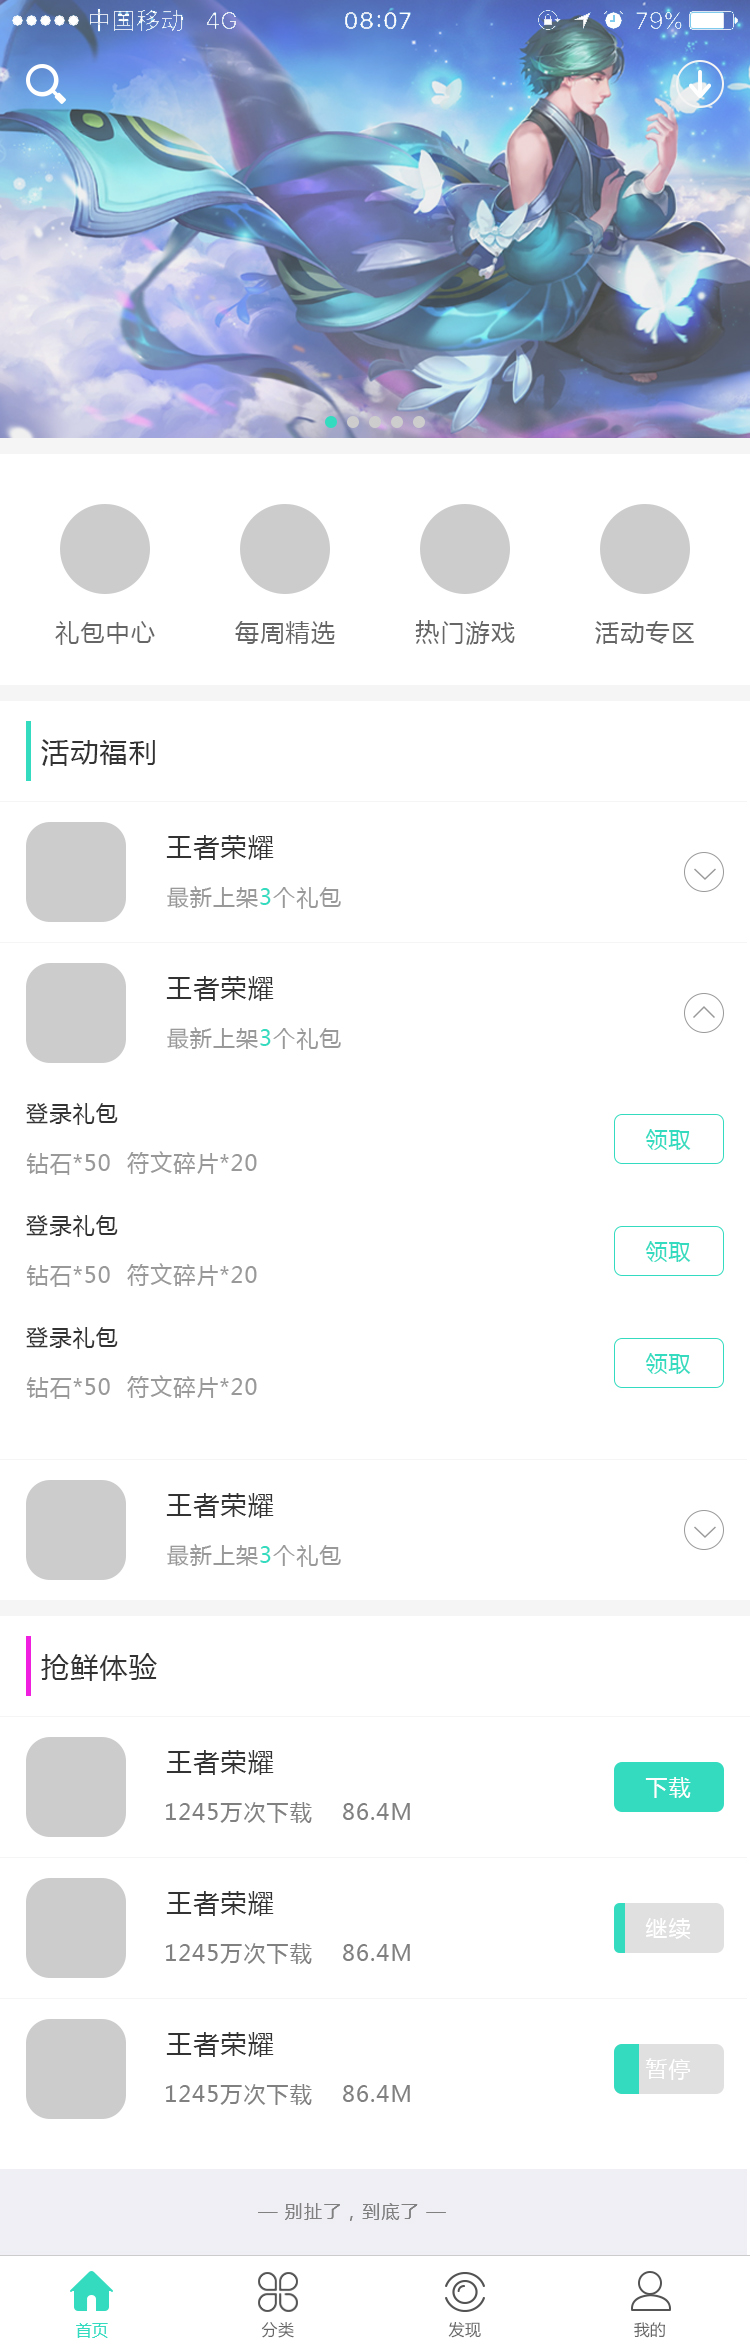 中国移动 4G 08:07 79%
礼包中心 每周精选 热门游戏 活动专区
活动福利
王者荣耀
最新上架3个礼包
王者荣耀
最新上架3个礼包
登录礼包
钻石*50 符文碎片*20
领取
登录礼包
钻石*50 符文碎片*20
领取
登录礼包
钻石*50 符文碎片*20
领取
王者荣耀
最新上架3个礼包
抢鲜体验
王者荣耀
1245万次下载 86.4M
下载
王者荣耀
1245万次下载 86.4M
继续
王者荣耀
1245万次下载 86.4M
暂停
— 别扯了，到底了 —
首页 分类 发现 我的